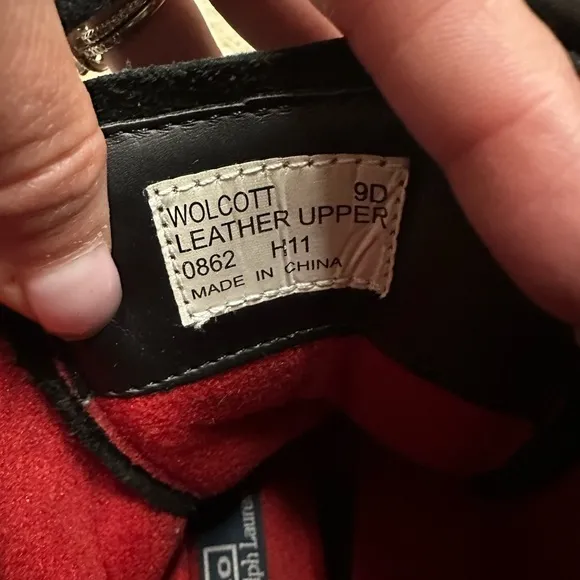 WOLCOTT 9D
LEATHER UPPER
0862 H11
MADE IN CHINA